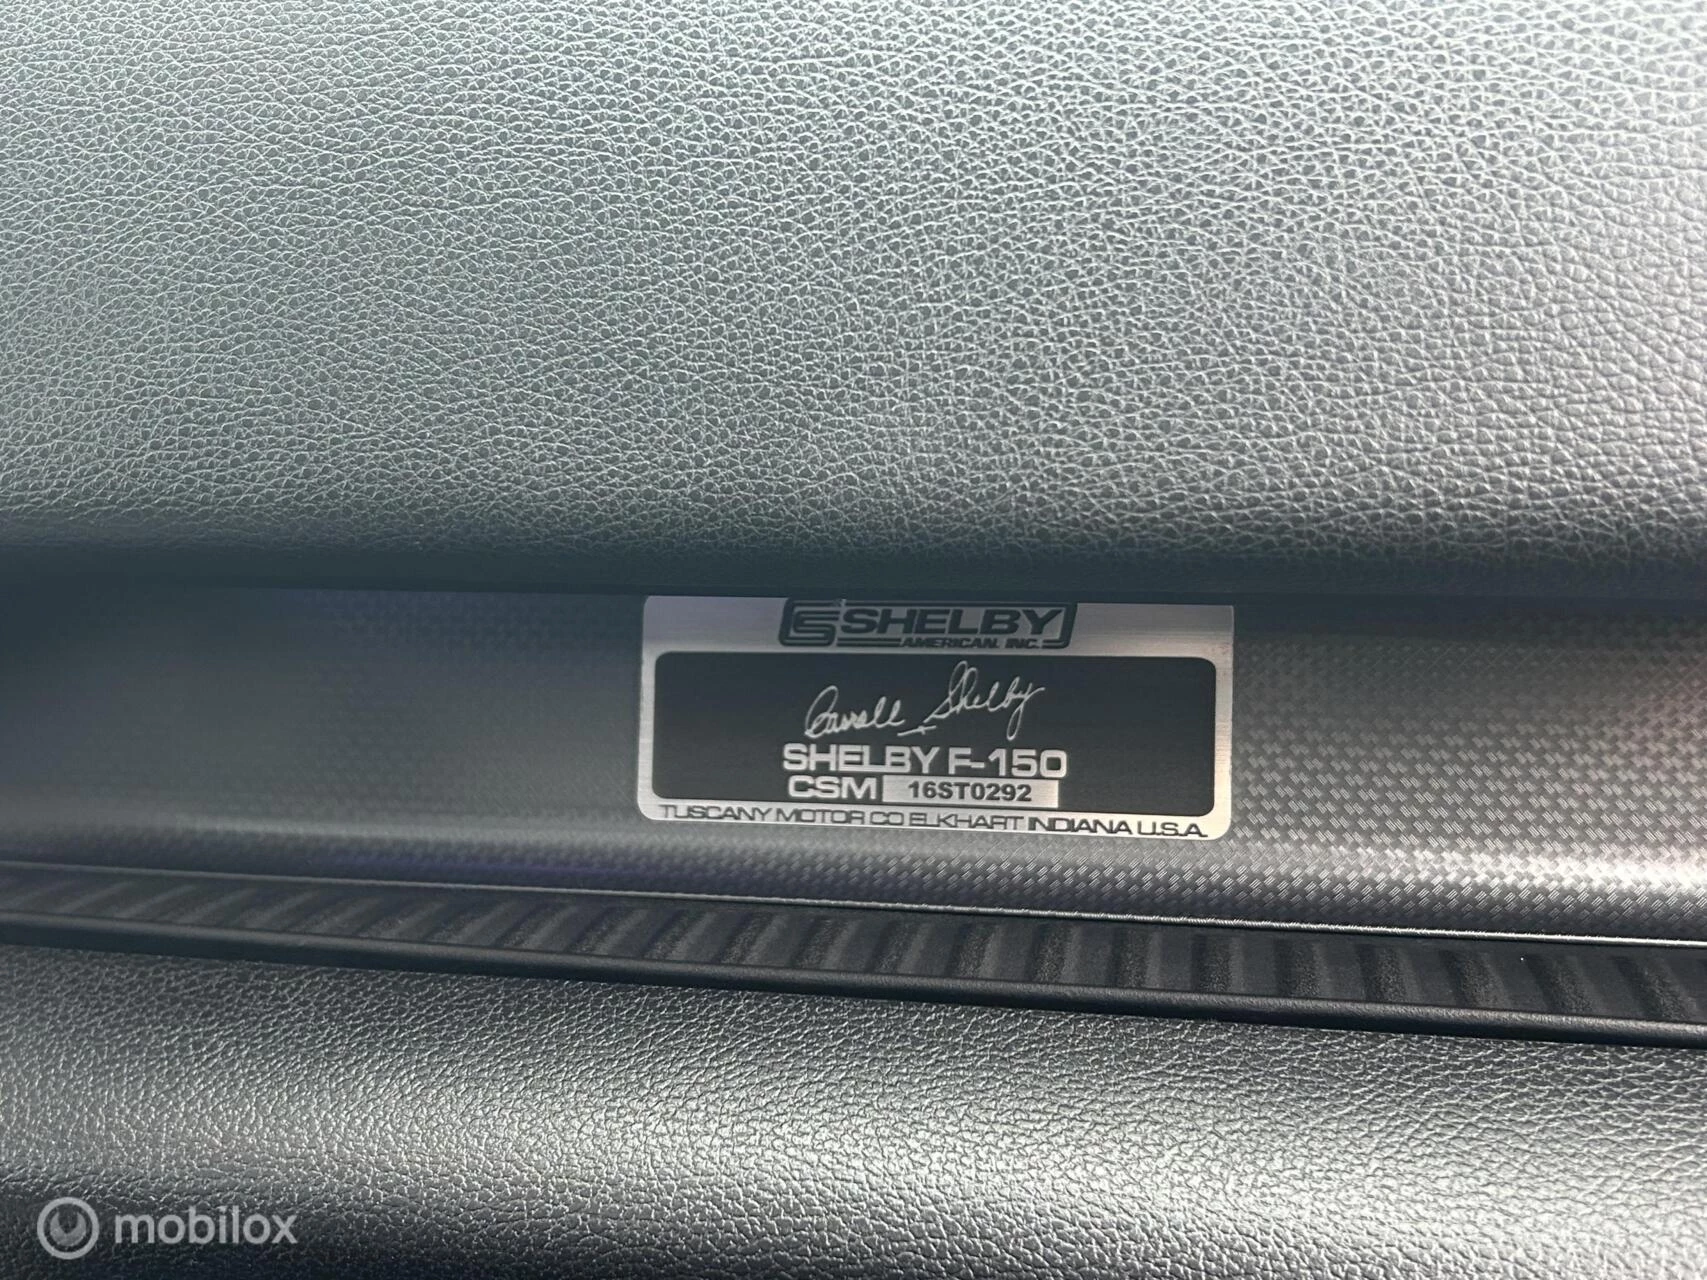 SHELBY
AMERICAN, INC.
Carroll Shelby
SHELBY F-150
CSM 16ST0292
TUSCANY MOTOR CO ELKHART INDIANA U.S.A.
mobilox